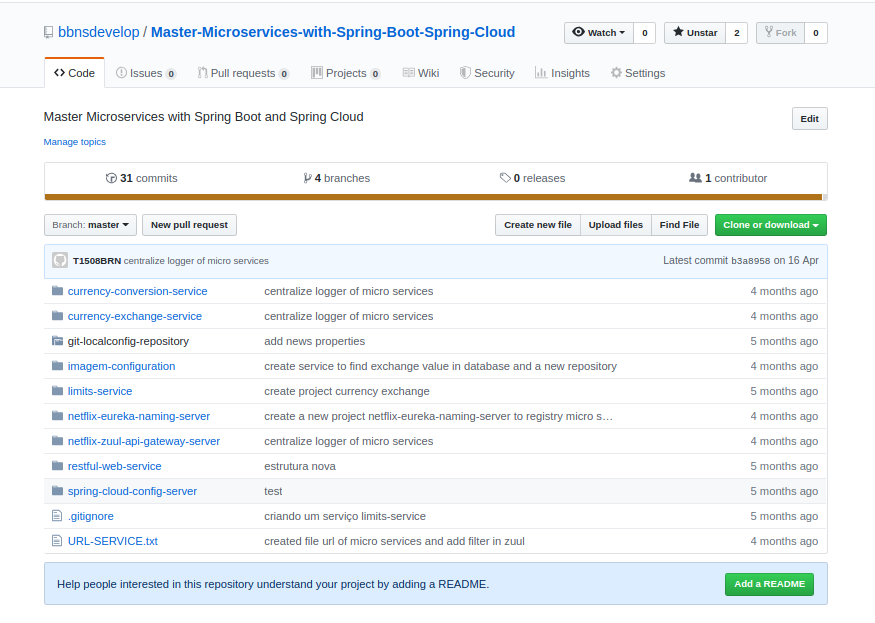 bbnsdevelop / Master-Microservices-with-Spring-Boot-Spring-Cloud
Watch 0 Unstar 2 Fork 0
Code Issues 0 Pull requests 0 Projects 0 Wiki Security Insights Settings
Master Microservices with Spring Boot and Spring Cloud
Edit
Manage topics
31 commits 4 branches 0 releases 1 contributor
Branch: master New pull request Create new file Upload files Find File Clone or download
T1508BRN centralize logger of micro services Latest commit b3a8958 on 16 Apr
currency-conversion-service centralize logger of micro services 4 months ago
currency-exchange-service centralize logger of micro services 4 months ago
git-localconfig-repository add news properties 5 months ago
imagem-configuration create service to find exchange value in database and a new repository 4 months ago
limits-service create project currency exchange 5 months ago
netflix-eureka-naming-server create a new project netflix-eureka-naming-server to registry micro s… 4 months ago
netflix-zuul-api-gateway-server centralize logger of micro services 4 months ago
restful-web-service estrutura nova 5 months ago
spring-cloud-config-server test 5 months ago
.gitignore criando um serviço limits-service 5 months ago
URL-SERVICE.txt created file url of micro services and add filter in zuul 4 months ago
Help people interested in this repository understand your project by adding a README. Add a README